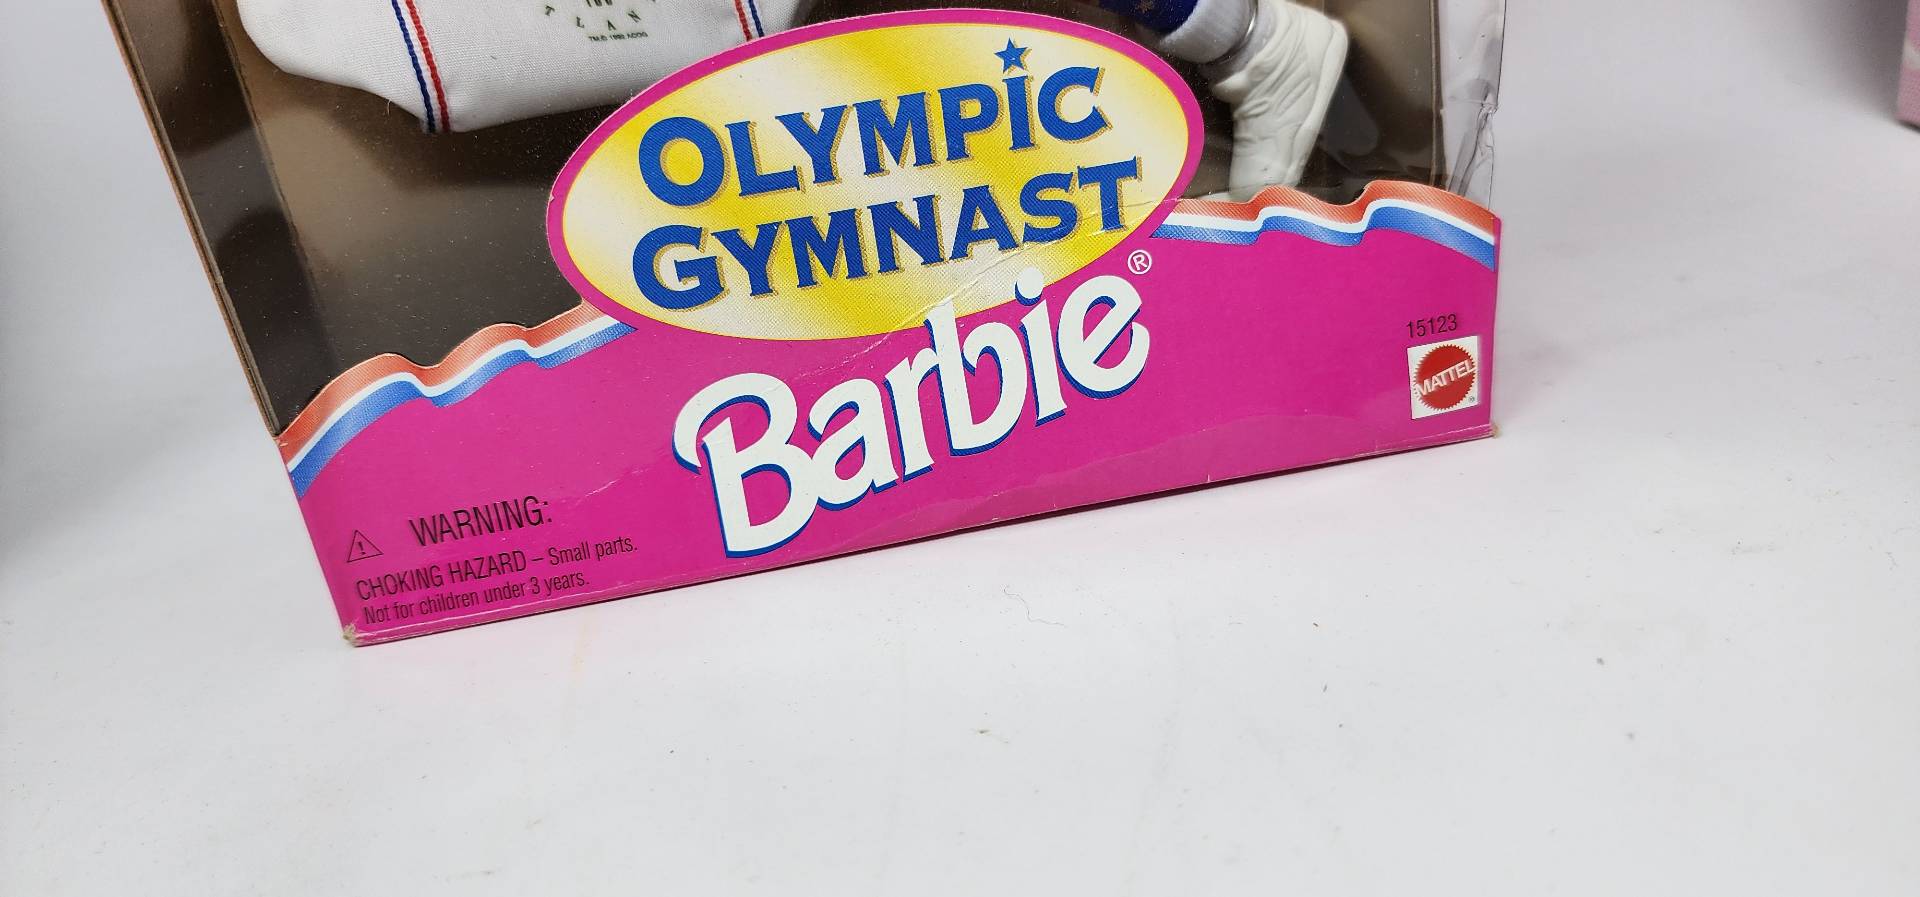 OLYMPIC
GYMNAST
Barbie®
15123
MATTEL
WARNING:
CHOKING HAZARD – Small parts.
Not for children under 3 years.